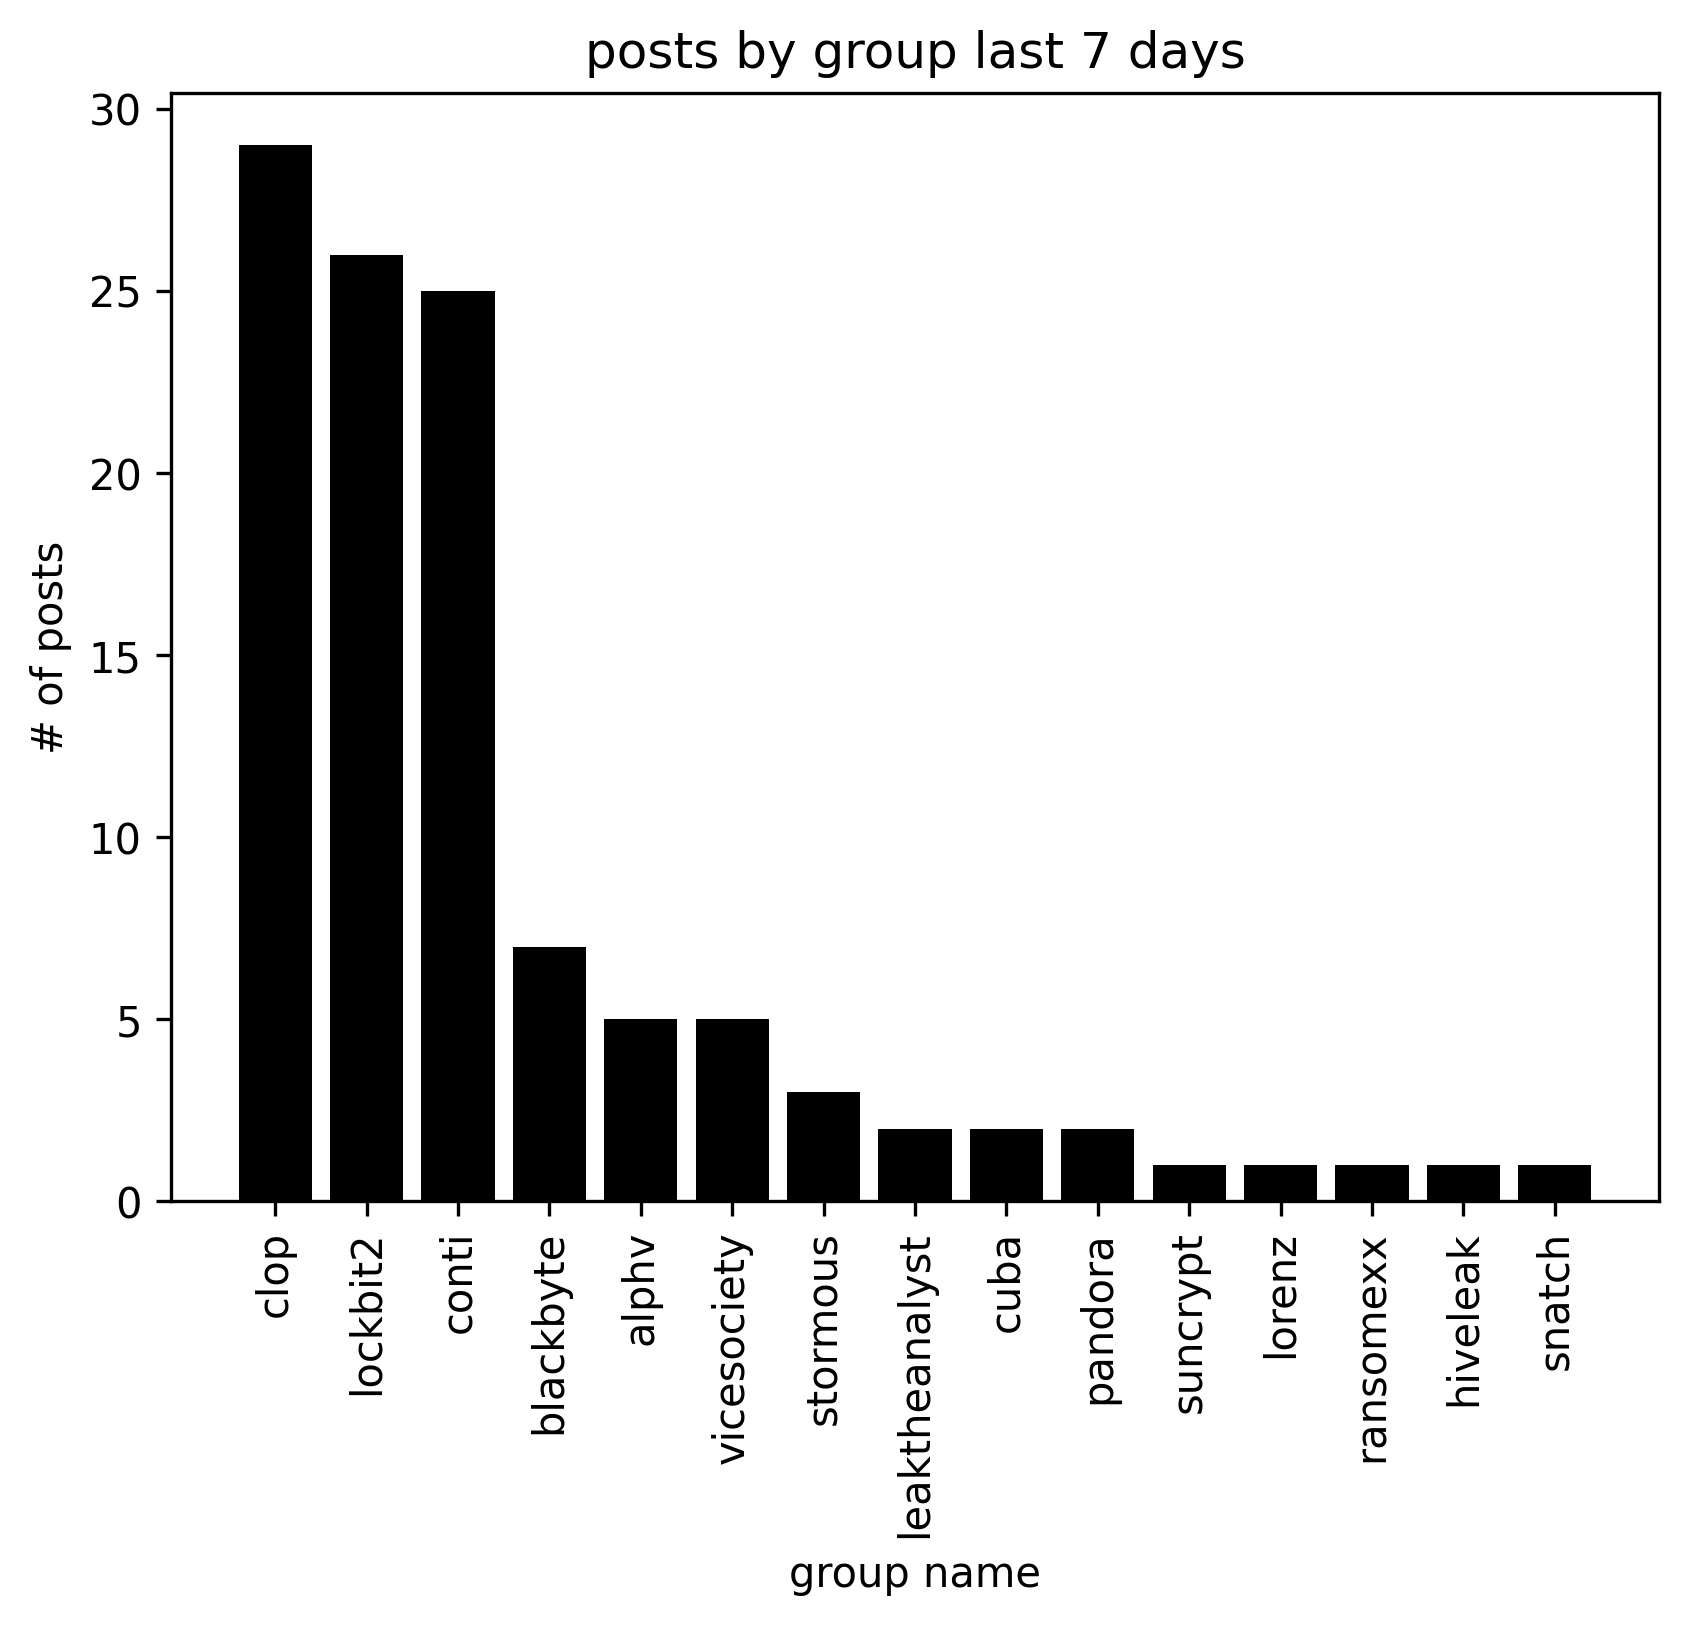 posts by group last 7 days
30
25
20
15
10
5
0
# of posts
clop
lockbit2
conti
blackbyte
alphv
vicesociety
stormous
leaktheanalyst
cuba
pandora
suncrypt
lorenz
ransomexx
hiveleak
snatch
group name